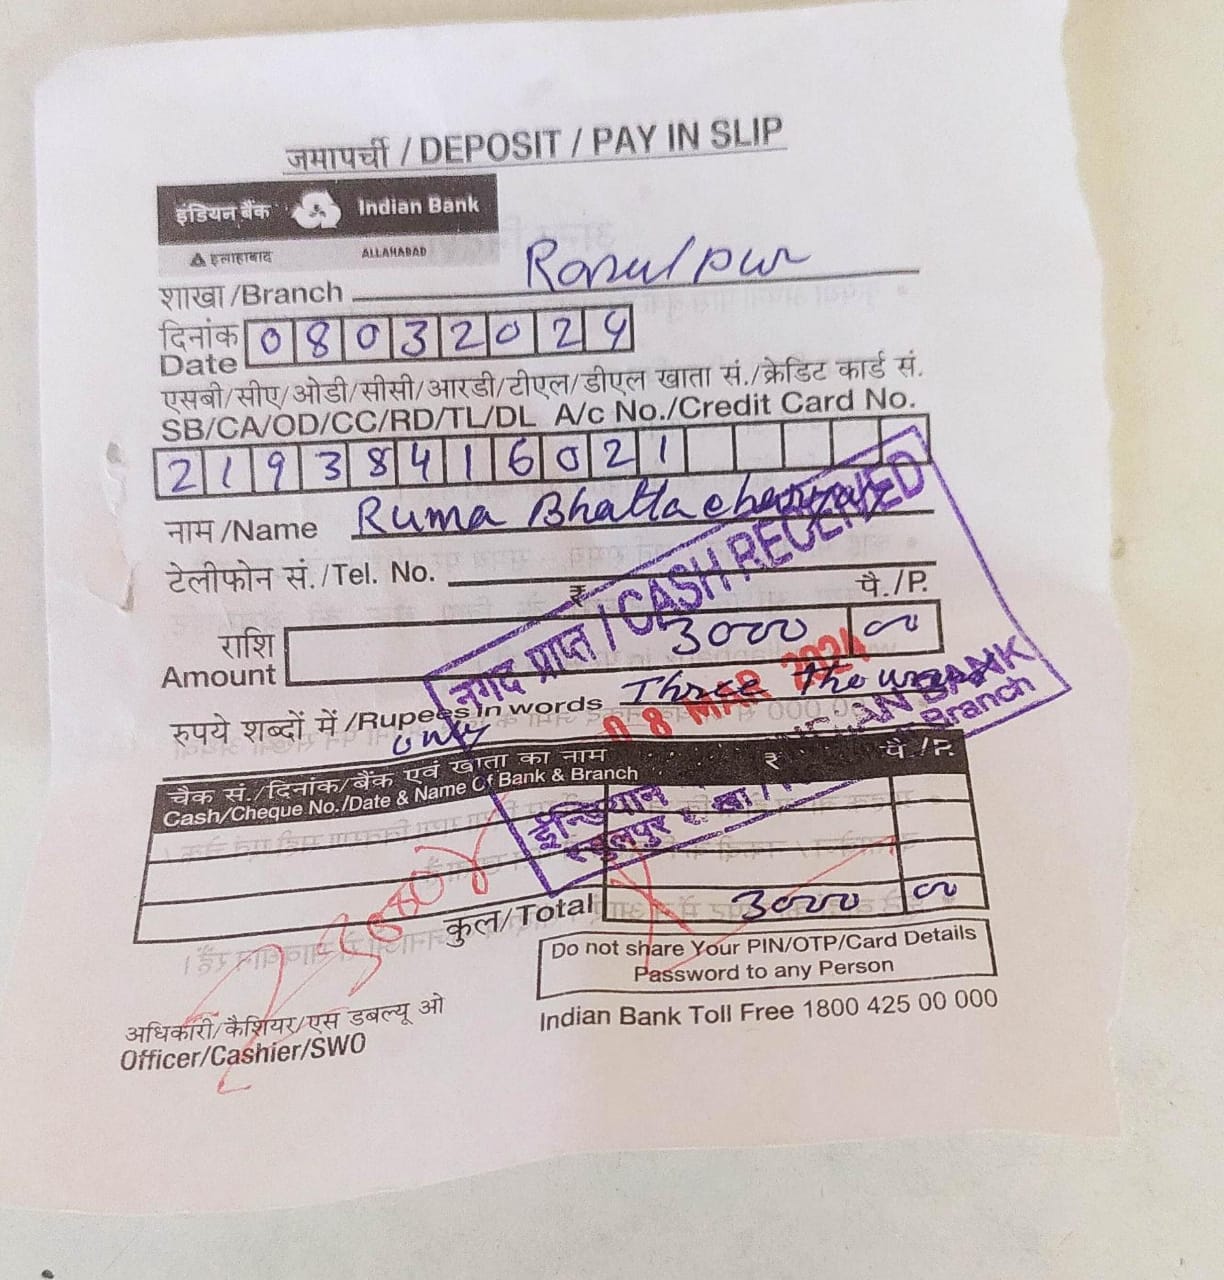 जमापर्ची / DEPOSIT / PAY IN SLIP
इंडियन बैंक Indian Bank
इलाहाबाद ALLAHABAD
शाखा /Branch Rasulpur
दिनांक
Date 08032024
एसबी/सीए/ओडी/सीसी/आरडी/टीएल/डीएल खाता सं./क्रेडिट कार्ड सं.
SB/CA/OD/CC/RD/TL/DL A/c No./Credit Card No.
21938416021
नाम /Name Ruma Bhattacharyay
टेलीफोन सं. /Tel. No.
₹ पै./P.
राशि
Amount 3000 00
नगद प्राप्त / CASH RECEIVED
08 MAR 2024
रुपये शब्दों में /Rupees in words Three Thousand
only
INDIAN BANK
Branch
चैक सं./दिनांक/बैंक एवं खाता का नाम ₹ पै./P.
Cash/Cheque No./Date & Name Of Bank & Branch
इन्डियन
रसुलपुर
कुल/Total 3000 00
Do not share Your PIN/OTP/Card Details
Password to any Person
अधिकारी/कैशियर/एस डबल्यू ओ
Officer/Cashier/SWO
Indian Bank Toll Free 1800 425 00 000